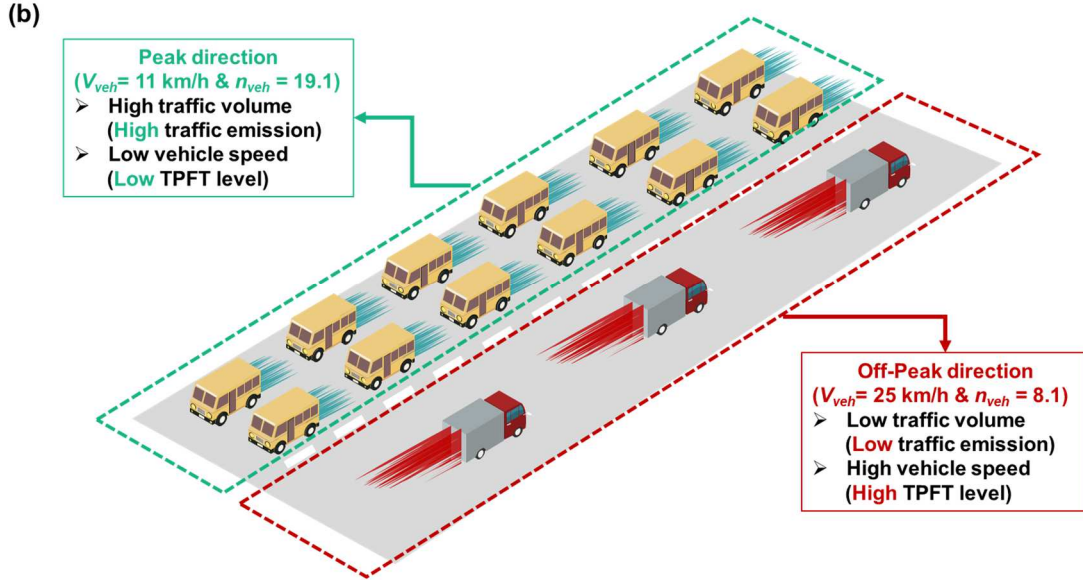 (b)
Peak direction
(Vveh= 11 km/h & nveh = 19.1)
➤ High traffic volume
(High traffic emission)
➤ Low vehicle speed
(Low TPFT level)
Off-Peak direction
(Vveh= 25 km/h & nveh = 8.1)
➤ Low traffic volume
(Low traffic emission)
➤ High vehicle speed
(High TPFT level)